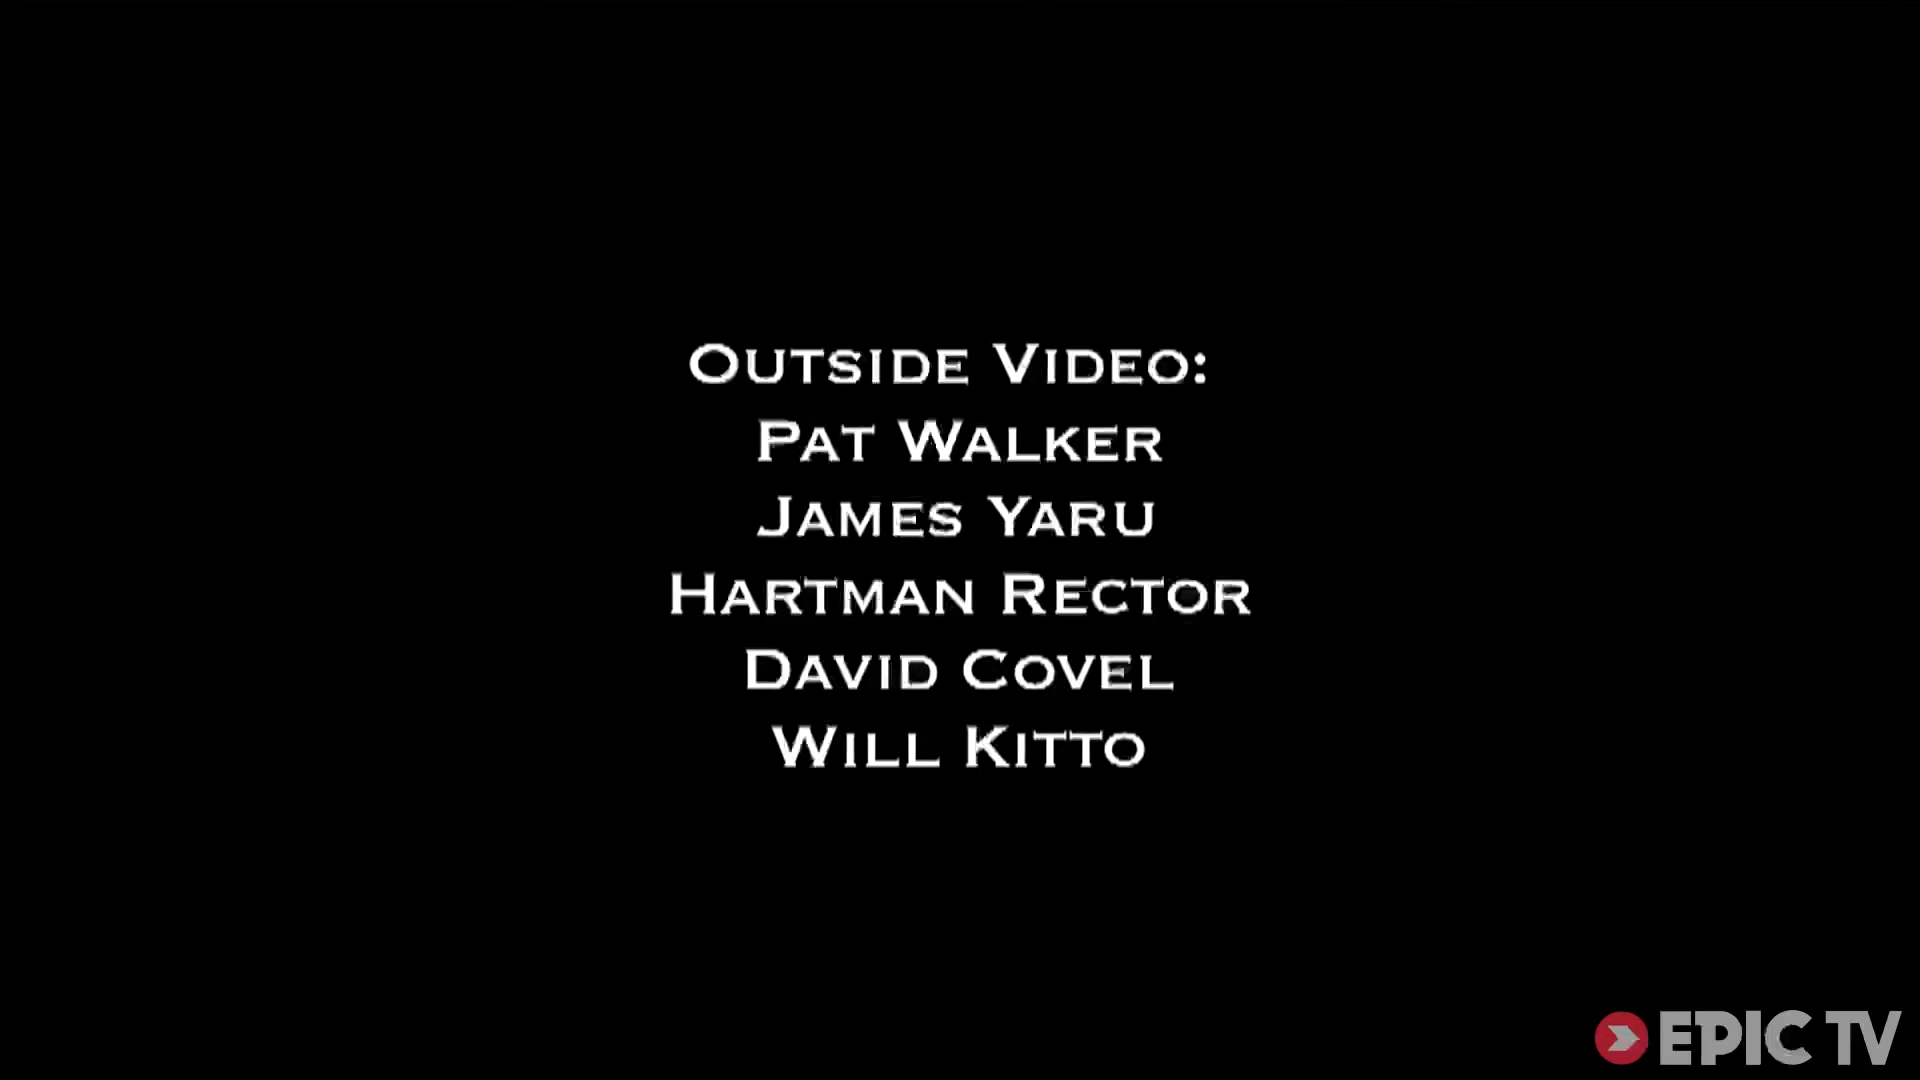 Outside Video:
Pat Walker
James Yaru
Hartman Rector
David Covel
Will Kitto
EPIC TV